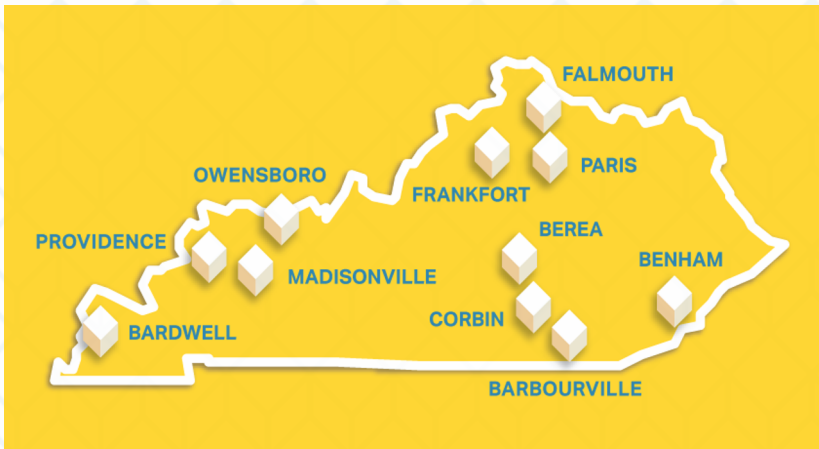 FALMOUTH
PARIS
OWENSBORO
FRANKFORT
PROVIDENCE
BEREA
BENHAM
MADISONVILLE
CORBIN
BARDWELL
BARBOURVILLE